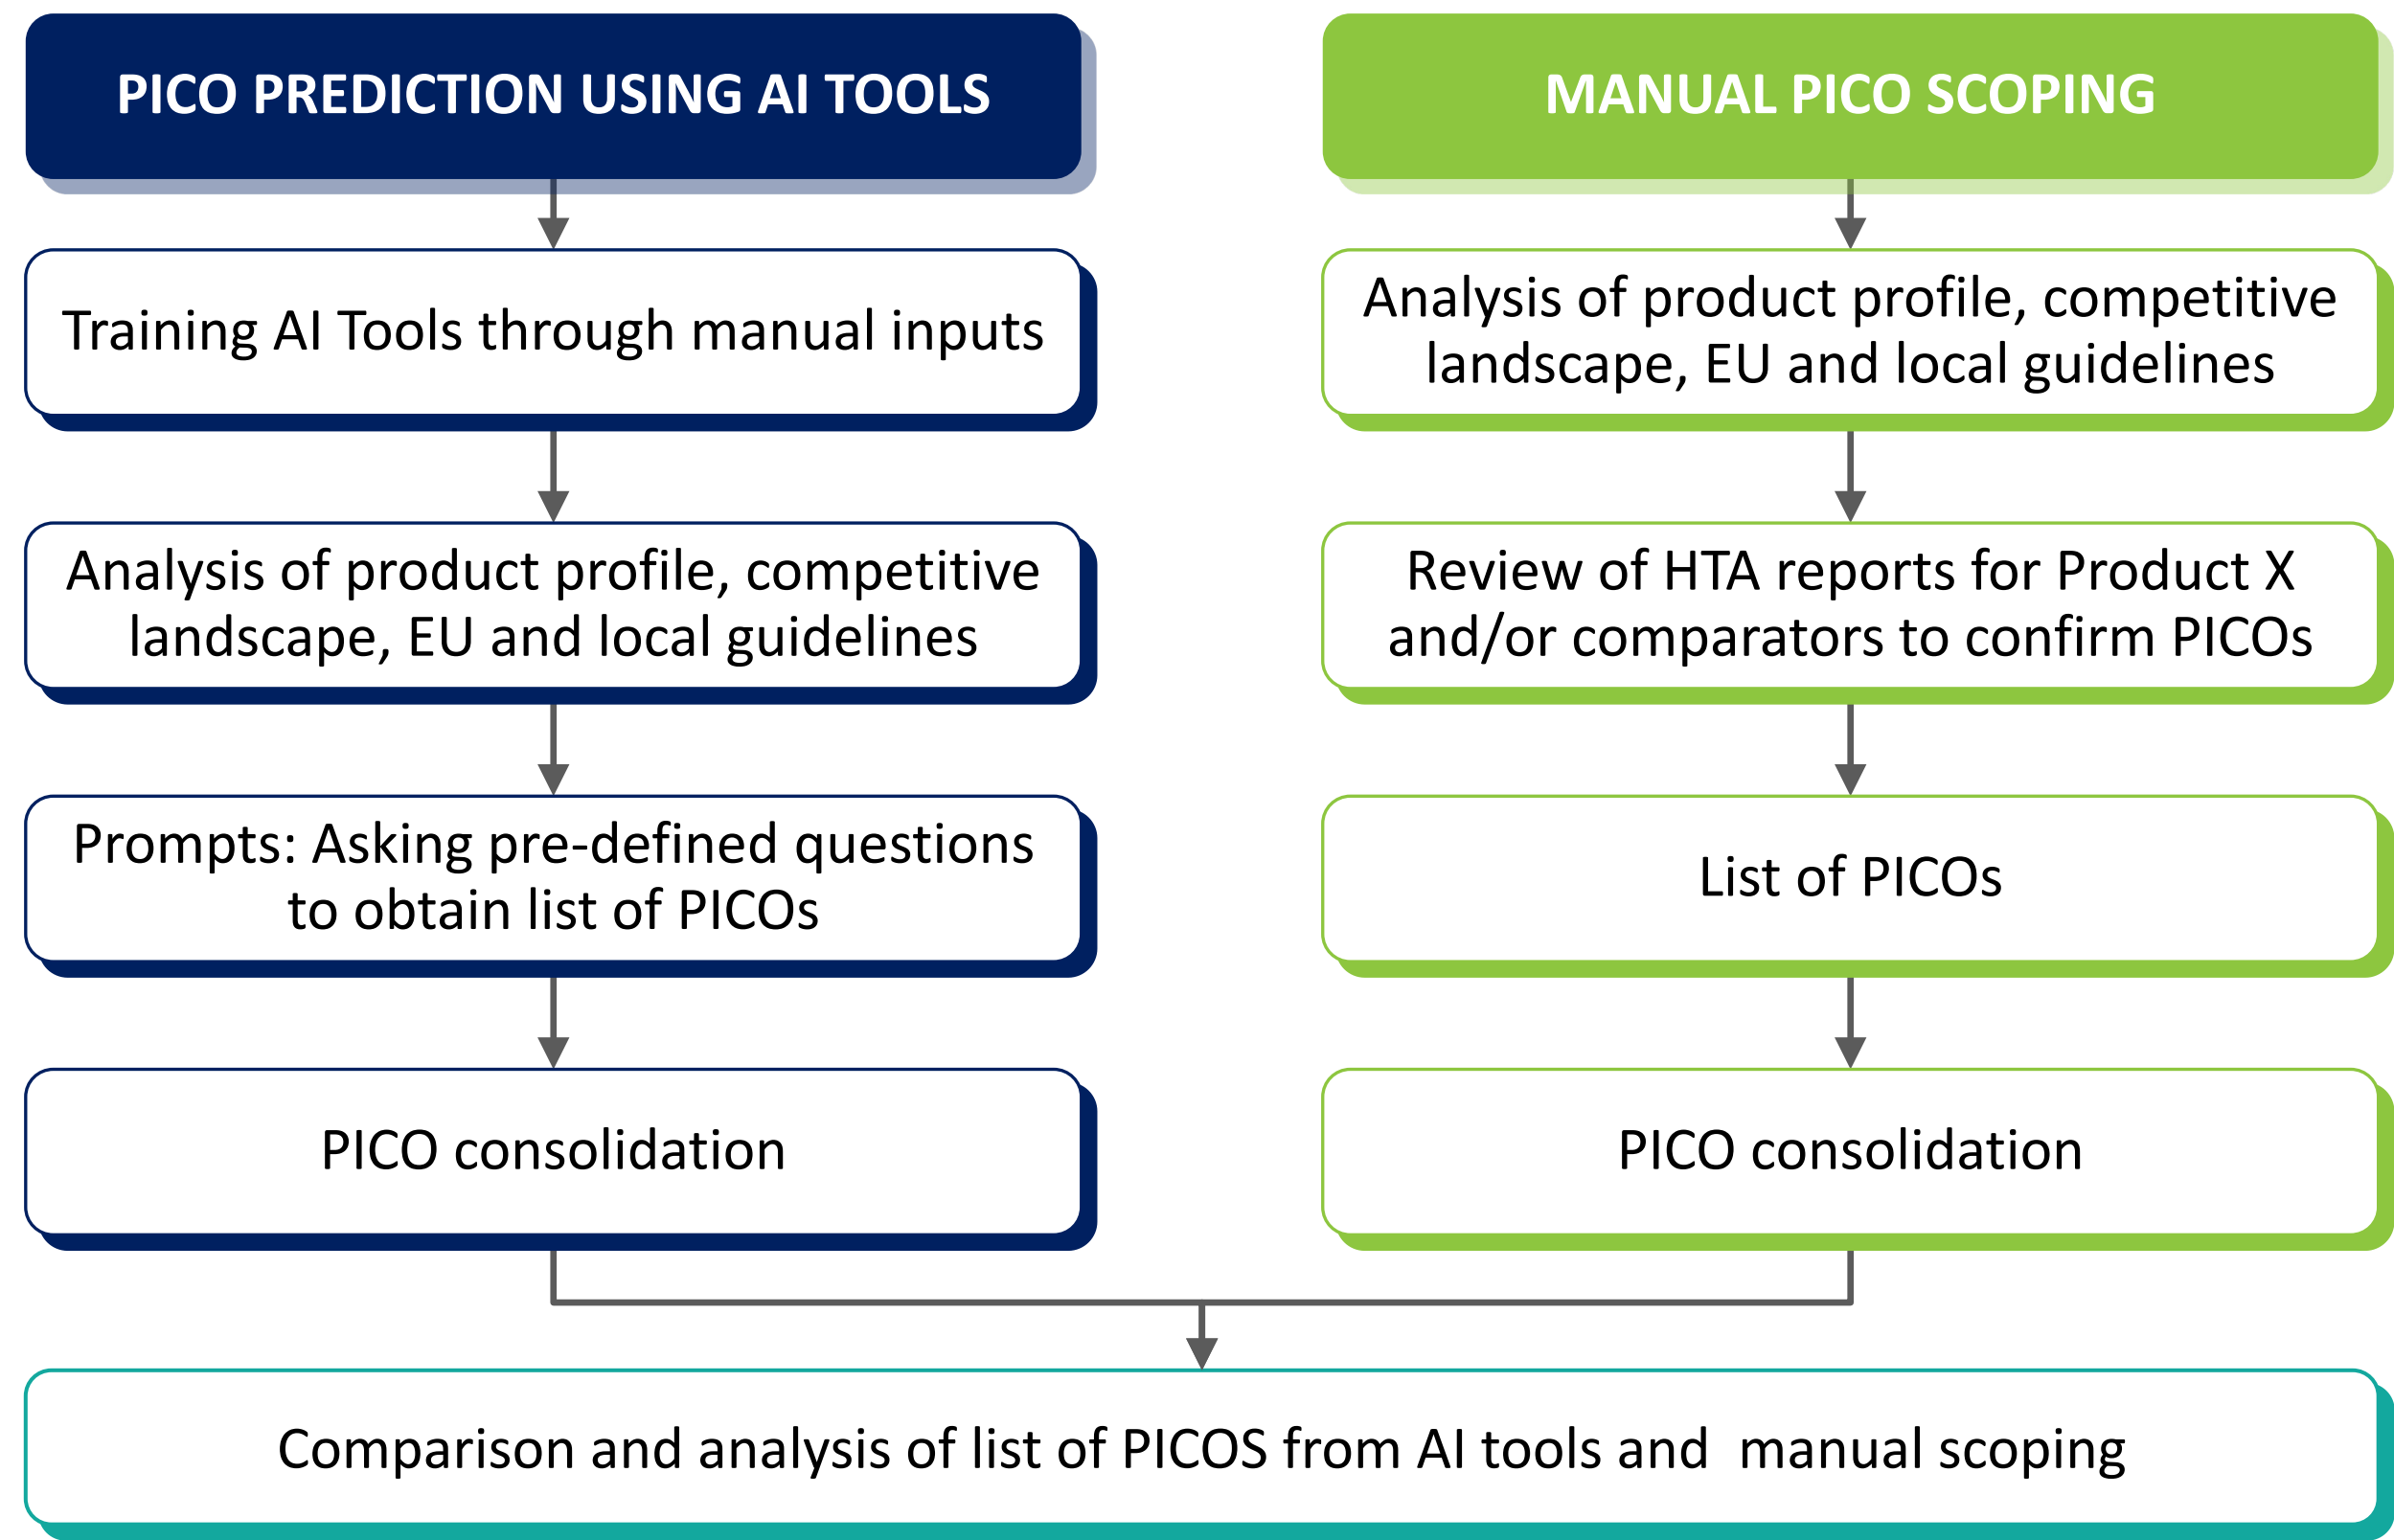 PICO PREDICTION USING AI TOOLS
Training AI Tools through manual inputs
Analysis of product profile, competitive
landscape, EU and local guidelines
Prompts: Asking pre-defined questions
to obtain list of PICOs
PICO consolidation
MANUAL PICO SCOPING
Analysis of product profile, competitive
landscape, EU and local guidelines
Review of HTA reports for Product X
and/or comparators to confirm PICOs
List of PICOs
PICO consolidation
Comparison and analysis of list of PICOS from AI tools and  manual scoping